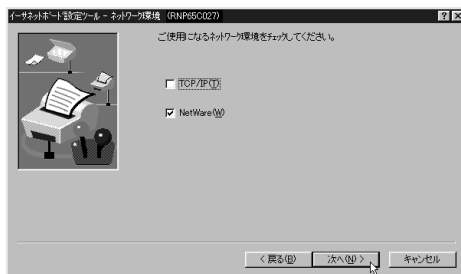 イーサネットボード設定ツール - ネットワーク環境 (RNP65C027)
ご使用になるネットワーク環境をチェックしてください。
TCP/IP(T)
NetWare(W)
< 戻る(B)
次へ(N) >
キャンセル